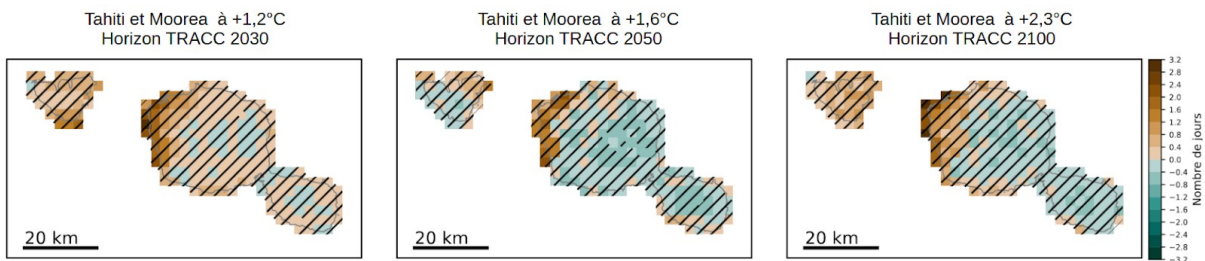 Tahiti et Moorea à +1,2°C
Horizon TRACC 2030
Tahiti et Moorea à +1,6°C
Horizon TRACC 2050
Tahiti et Moorea à +2,3°C
Horizon TRACC 2100
20 km
20 km
20 km
3.2
2.8
2.4
2.0
1.6
1.2
0.8
0.4
0.0
−0.4
−0.8
−1.2
−1.6
−2.0
−2.4
−2.8
−3.2
Nombre de jours